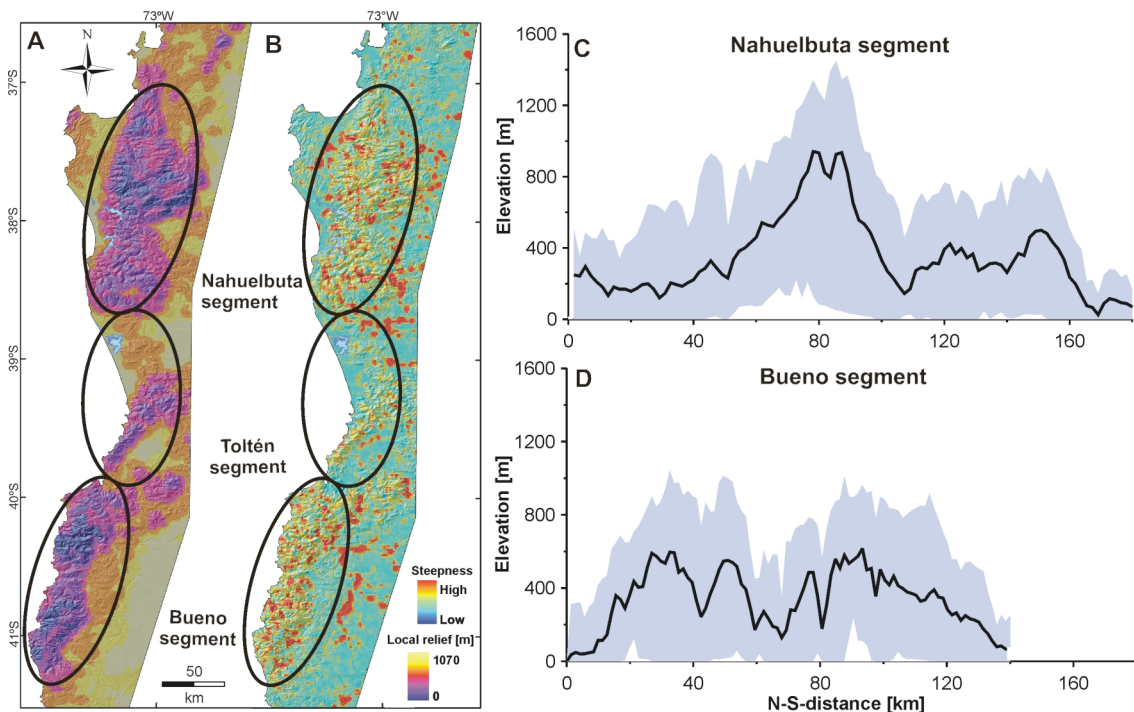 73°W
73°W
A
N
B
37°S
38°S
39°S
40°S
41°S
Nahuelbuta
segment
Toltén
segment
Bueno
segment
50
km
Steepness
High
Low
Local relief [m]
1070
0
C
Nahuelbuta segment
Elevation [m]
1600
1200
800
400
0
0 40 80 120 160
D
Bueno segment
Elevation [m]
1600
1200
800
400
0
0 40 80 120 160
N-S-distance [km]